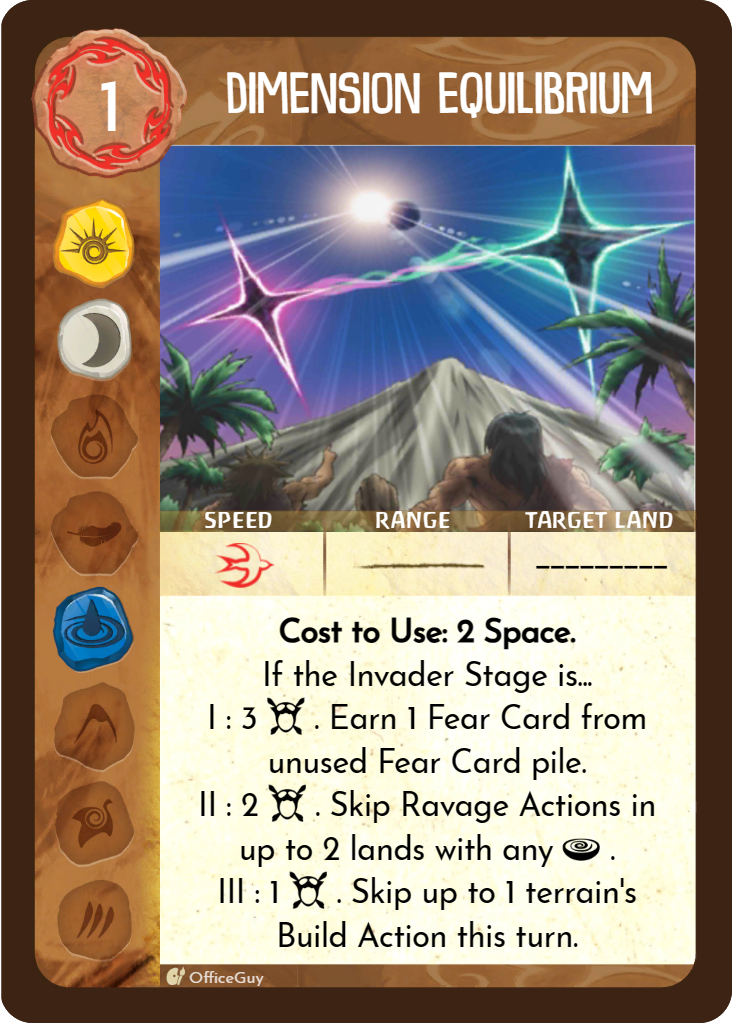 1
DIMENSION EQUILIBRIUM
SPEED RANGE TARGET LAND
Cost to Use: 2 Space.
If the Invader Stage is...
I : 3 . Earn 1 Fear Card from
unused Fear Card pile.
II : 2 . Skip Ravage Actions in
up to 2 lands with any .
III : 1 . Skip up to 1 terrain's
Build Action this turn.
OfficeGuy